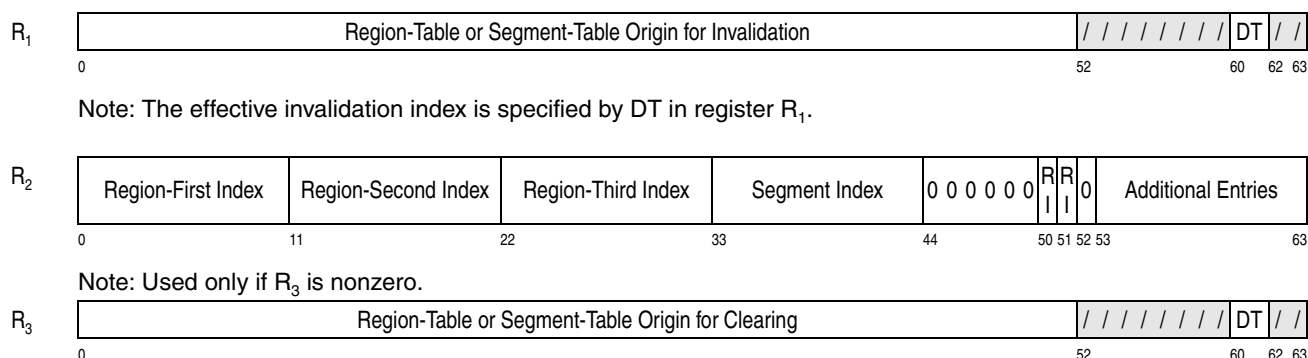 R1 Region-Table or Segment-Table Origin for Invalidation / / / / / / / / DT / /
0 52 60 62 63
Note: The effective invalidation index is specified by DT in register R1.
R2 Region-First Index Region-Second Index Region-Third Index Segment Index 0 0 0 0 0 0 RI RI 0 Additional Entries
0 11 22 33 44 50 51 52 53 63
Note: Used only if R3 is nonzero.
R3 Region-Table or Segment-Table Origin for Clearing / / / / / / / / DT / /
0 52 60 62 63